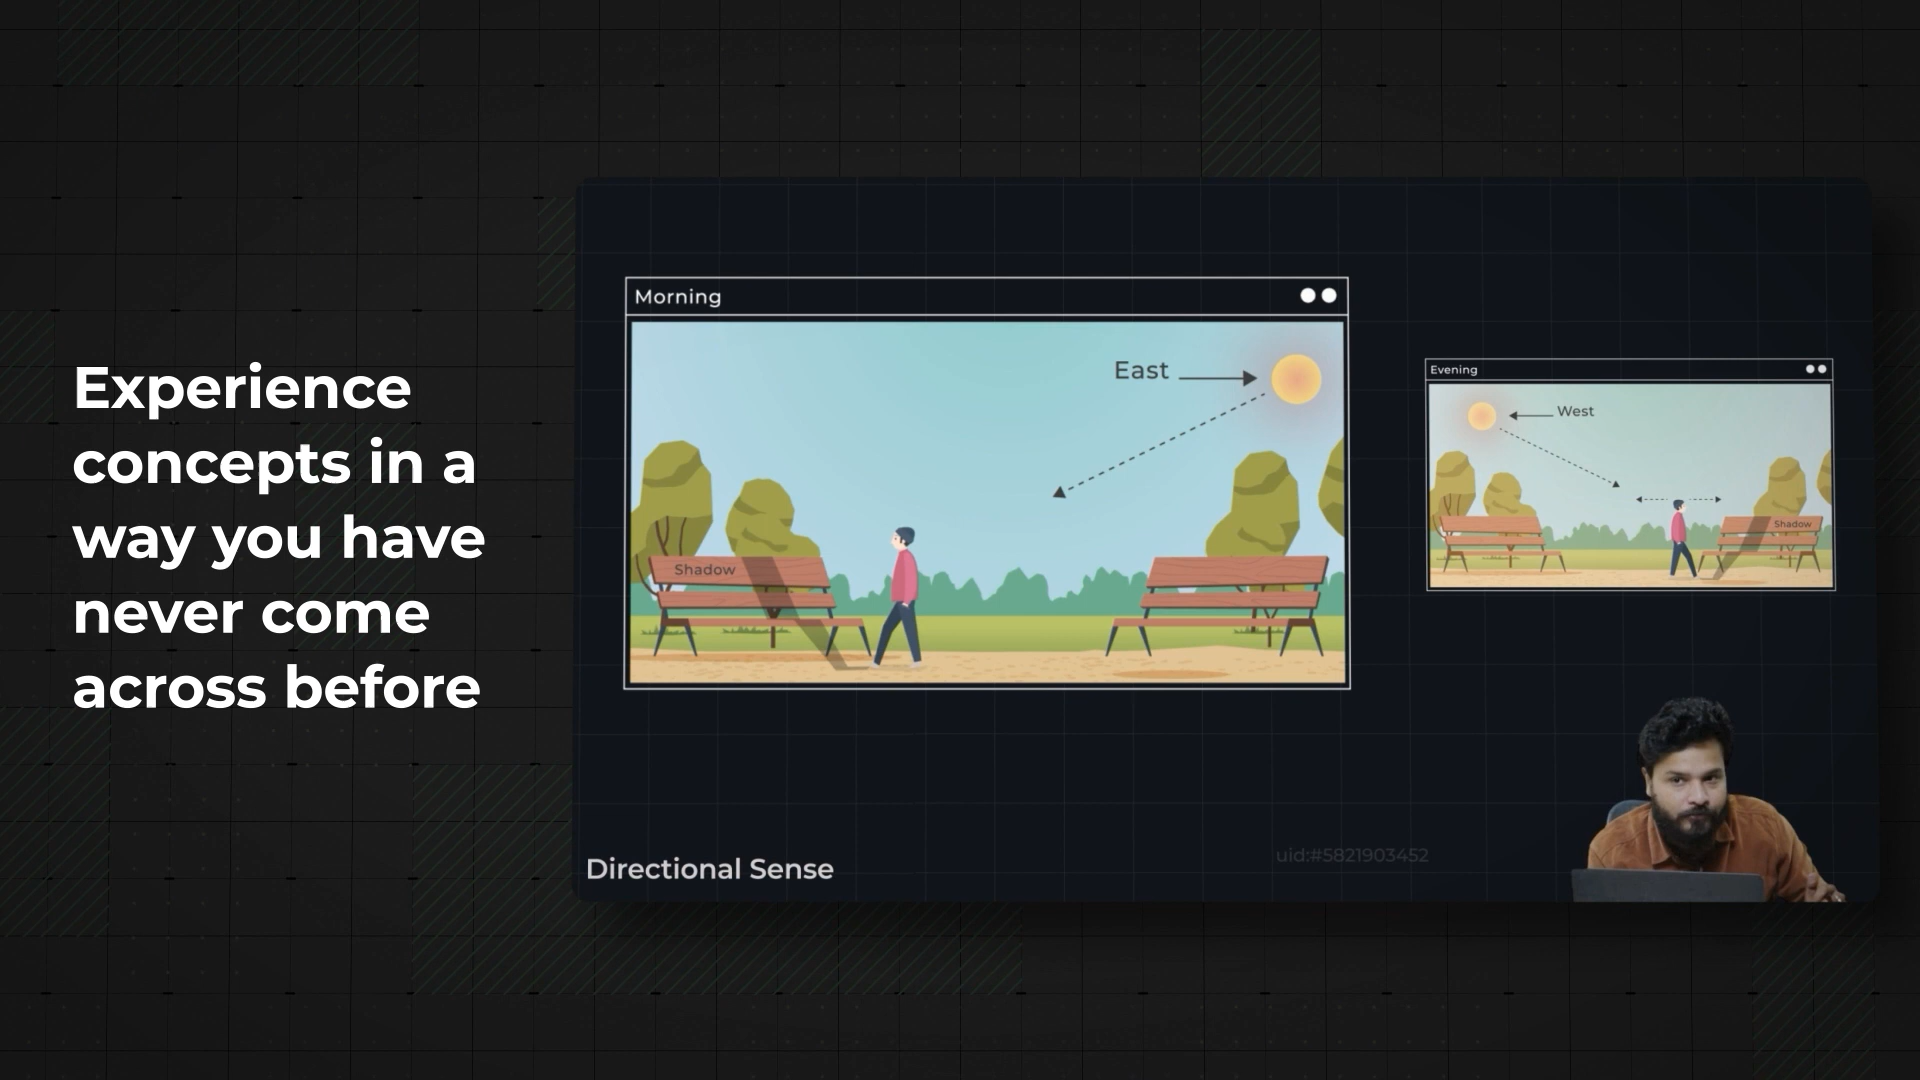 Experience
concepts in a
way you have
never come
across before
Morning
East
Shadow
Evening
West
Shadow
Directional Sense
uid:#5821903452